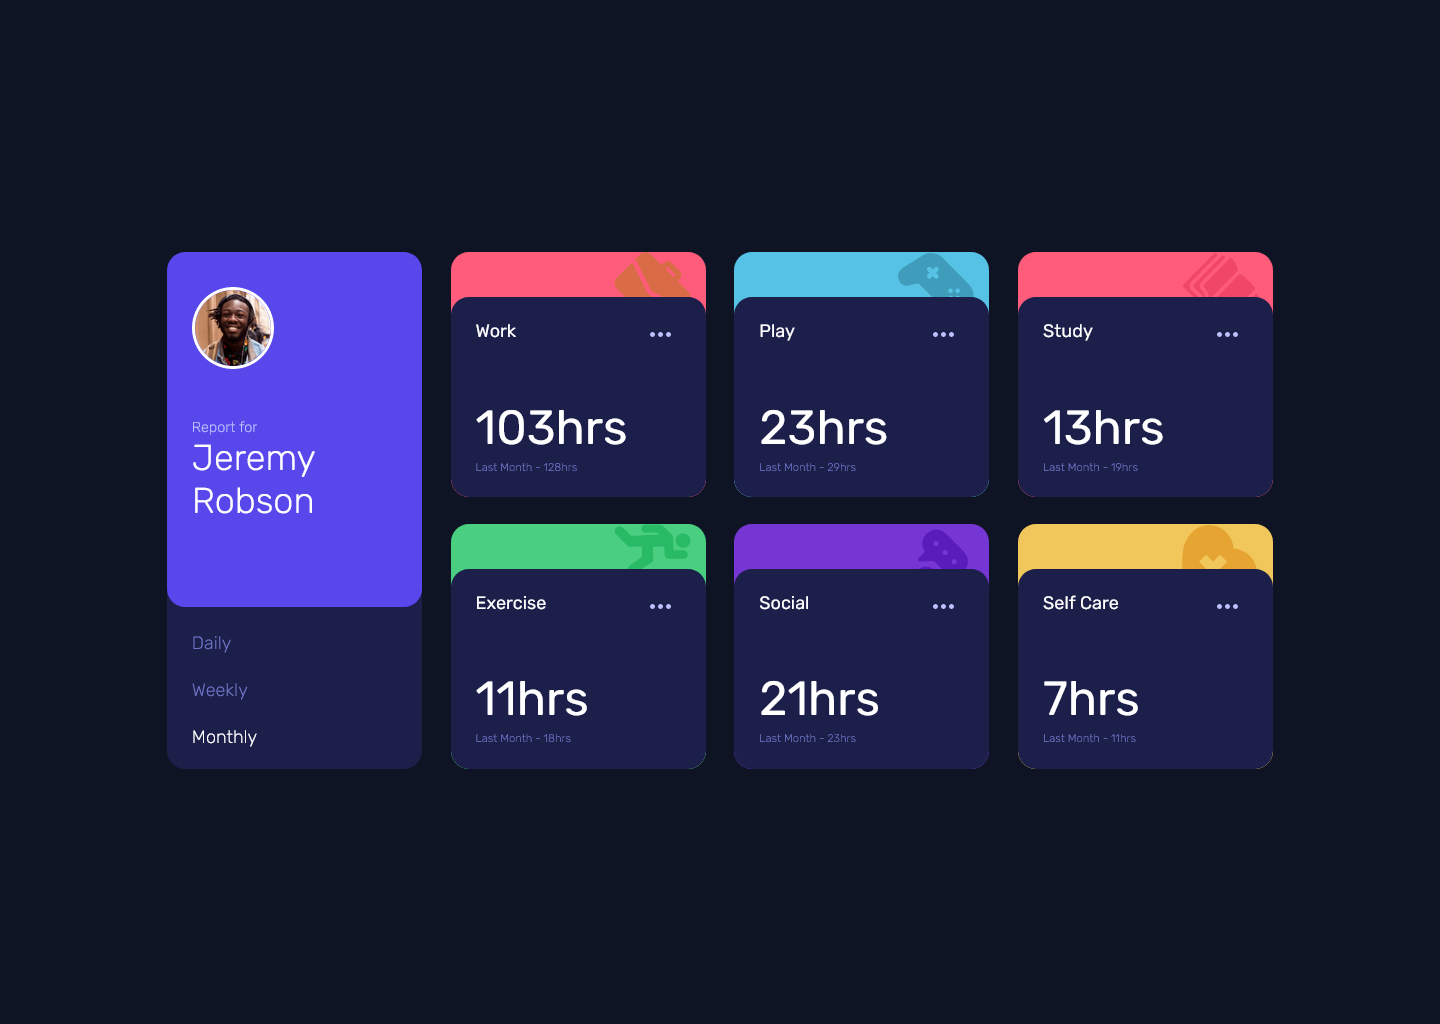 Report for
Jeremy
Robson
Daily
Weekly
Monthly
Work
103hrs
Last Month - 128hrs
Play
23hrs
Last Month - 29hrs
Study
13hrs
Last Month - 19hrs
Exercise
11hrs
Last Month - 18hrs
Social
21hrs
Last Month - 23hrs
Self Care
7hrs
Last Month - 11hrs